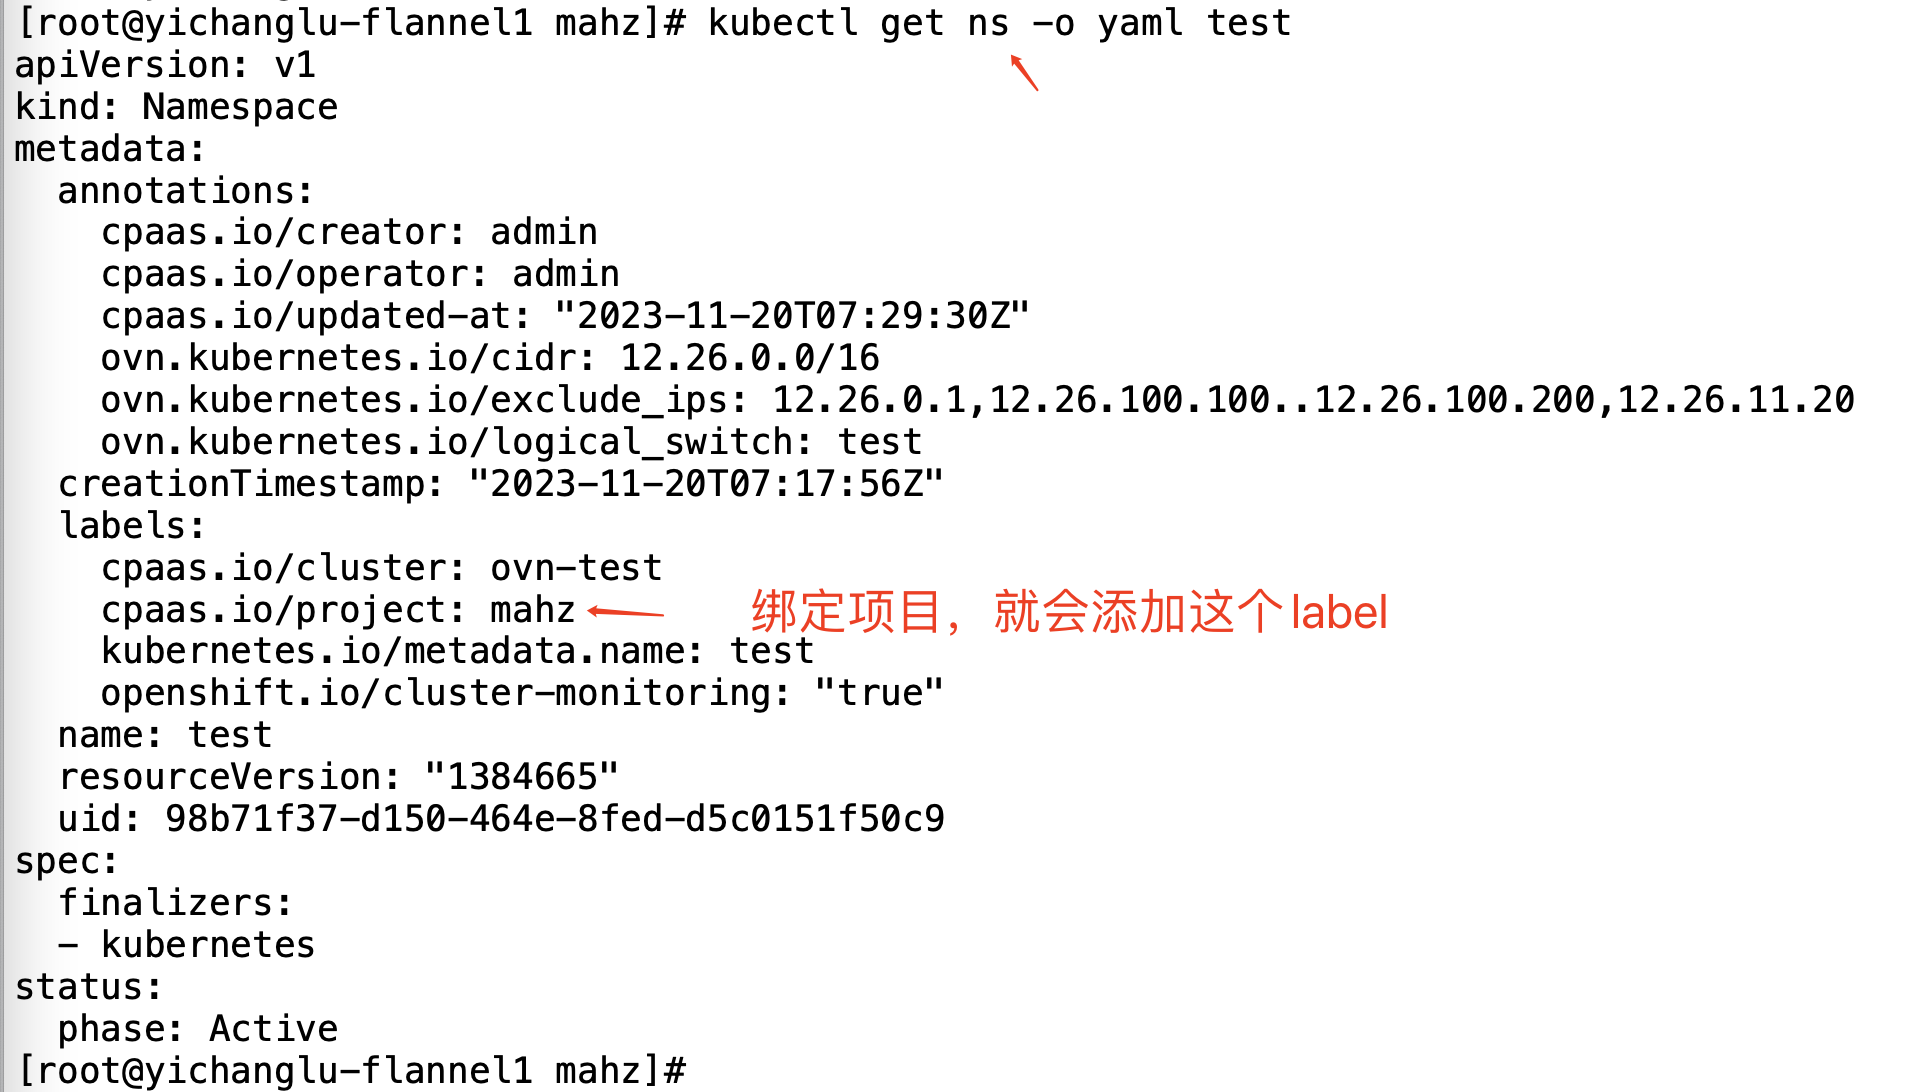 [root@yichanglu-flannel1 mahz]# kubectl get ns -o yaml test
apiVersion: v1
kind: Namespace
metadata:
  annotations:
    cpaas.io/creator: admin
    cpaas.io/operator: admin
    cpaas.io/updated-at: "2023-11-20T07:29:30Z"
    ovn.kubernetes.io/cidr: 12.26.0.0/16
    ovn.kubernetes.io/exclude_ips: 12.26.0.1,12.26.100.100..12.26.100.200,12.26.11.20
    ovn.kubernetes.io/logical_switch: test
  creationTimestamp: "2023-11-20T07:17:56Z"
  labels:
    cpaas.io/cluster: ovn-test
    cpaas.io/project: mahz 绑定项目，就会添加这个label
    kubernetes.io/metadata.name: test
    openshift.io/cluster-monitoring: "true"
  name: test
  resourceVersion: "1384665"
  uid: 98b71f37-d150-464e-8fed-d5c0151f50c9
spec:
  finalizers:
  - kubernetes
status:
  phase: Active
[root@yichanglu-flannel1 mahz]#